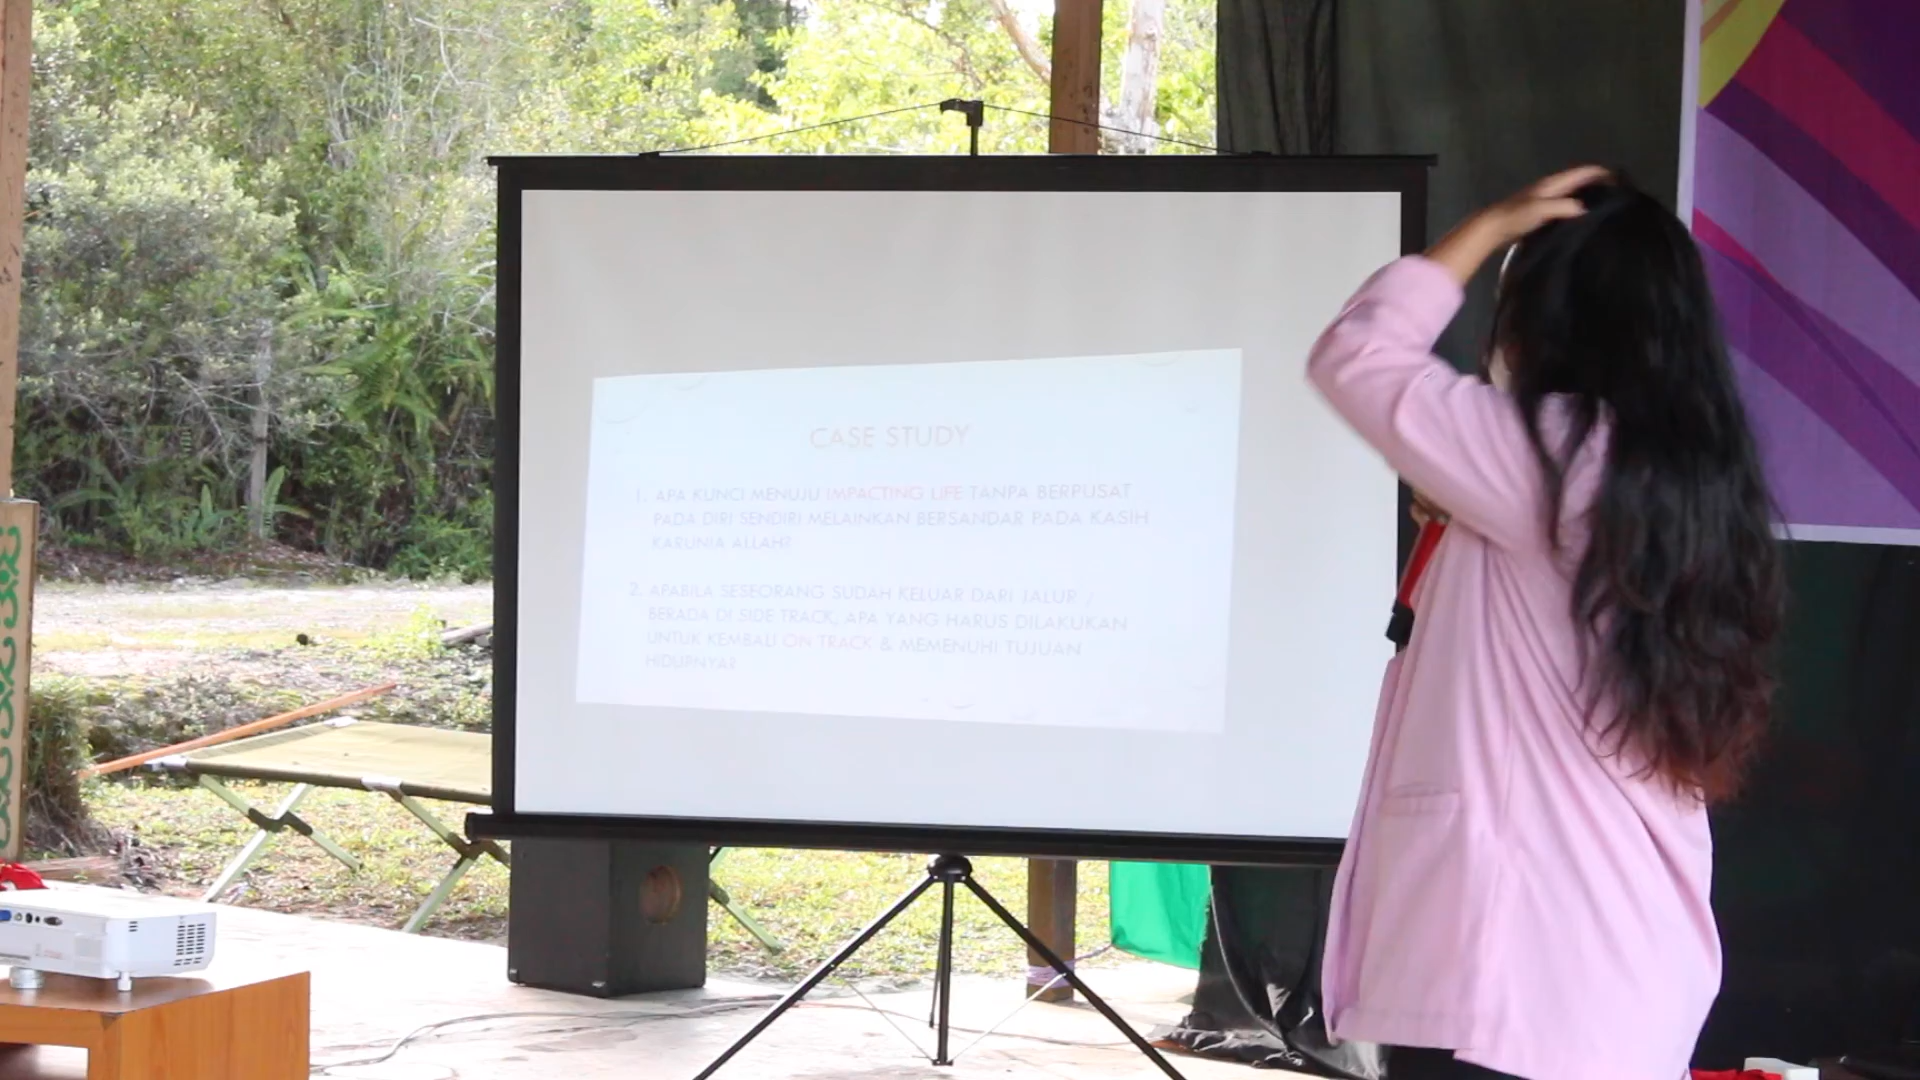 CASE STUDY
1. APA KUNCI MENUJU IMPACTING LIFE TANPA BERPUSAT
PADA DIRI SENDIRI MELAINKAN BERSANDAR PADA KASIH
KARUNIA ALLAH?
2. APABILA SESEORANG SUDAH KELUAR DARI JALUR /
BERADA DI SIDE TRACK, APA YANG HARUS DILAKUKAN
UNTUK KEMBALI ON TRACK & MEMENUHI TUJUAN
HIDUPNYA?